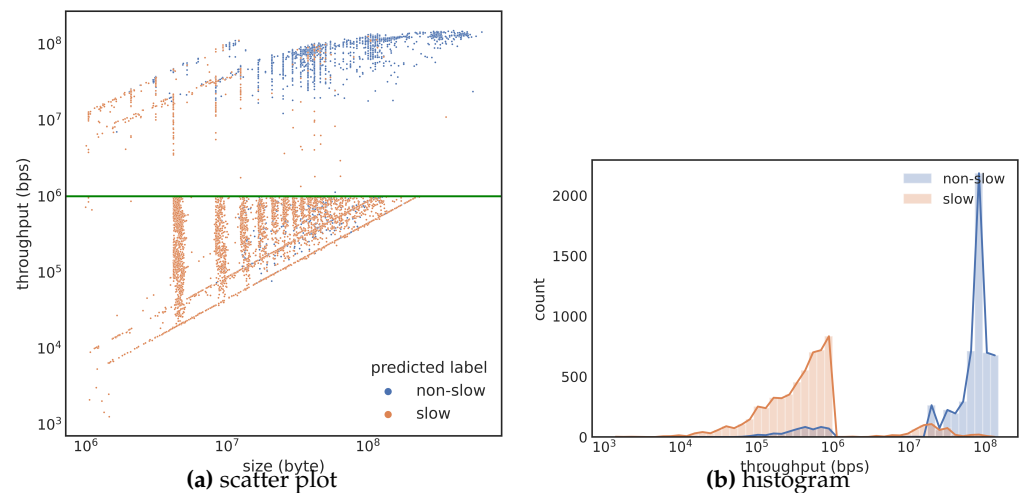 throughput (bps)
10⁸
10⁷
10⁶
10⁵
10⁴
10³
predicted label
non-slow
slow
10⁶ 10⁷ 10⁸
size (byte)
(a) scatter plot
count
2000
1500
1000
500
0
non-slow
slow
10³ 10⁴ 10⁵ 10⁶ 10⁷ 10⁸
throughput (bps)
(b) histogram